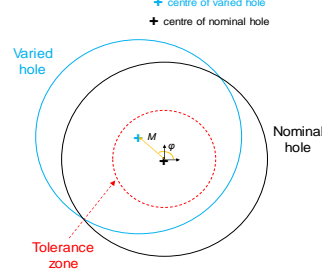 + centre of varied hole
+ centre of nominal hole
Varied
hole
M
φ
Nominal
hole
Tolerance
zone